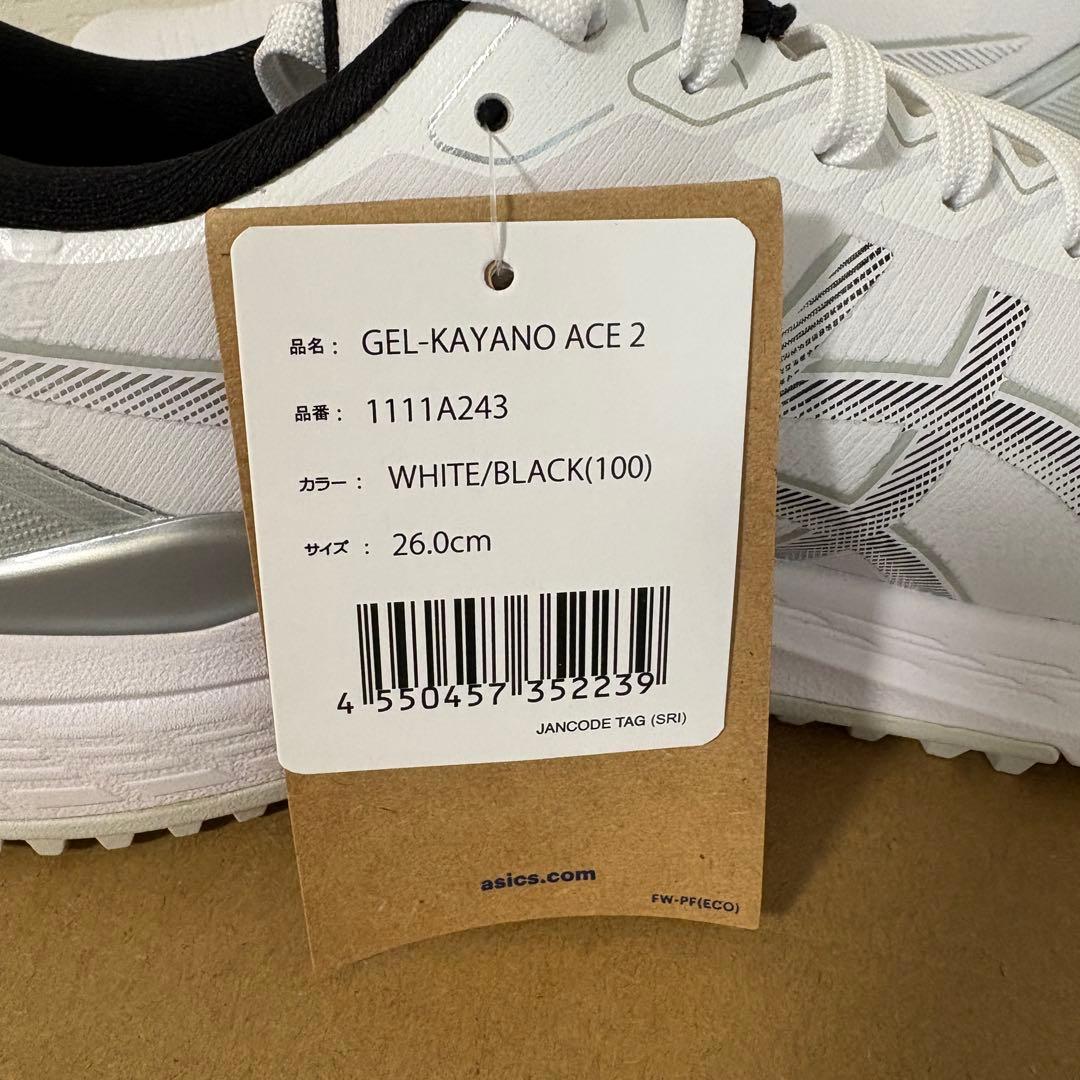 品名： GEL-KAYANO ACE 2
品番： 1111A243
カラー： WHITE/BLACK(100)
サイズ ： 26.0cm
4 550457 352239
JANCODE TAG (SRI)
asics.com
FW-PF(ECO)